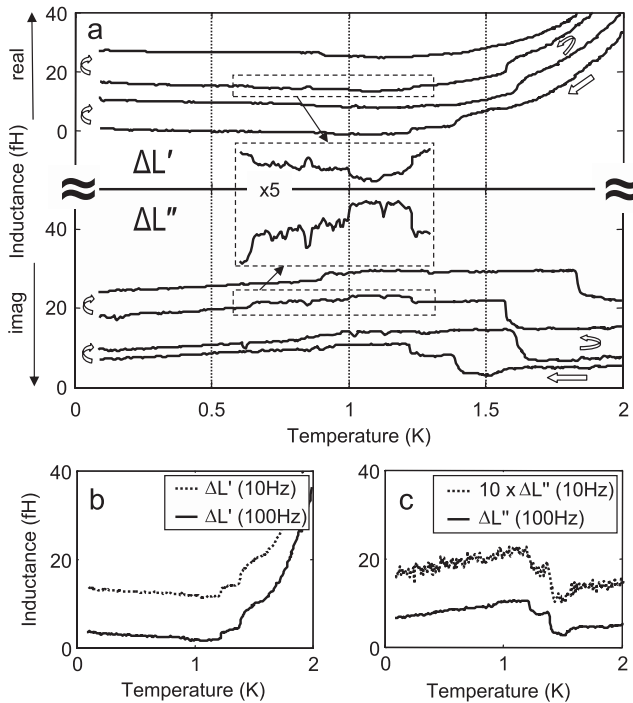 a
real
Inductance (fH)
imag
40
20
0
ΔL'
ΔL"
x5
40
20
0
0 0.5 1 1.5 2
Temperature (K)
b
ΔL' (10Hz)
ΔL' (100Hz)
Inductance (fH)
40
20
0
0 1 2
Temperature (K)
c
10 x ΔL" (10Hz)
ΔL" (100Hz)
40
20
0
0 1 2
Temperature (K)